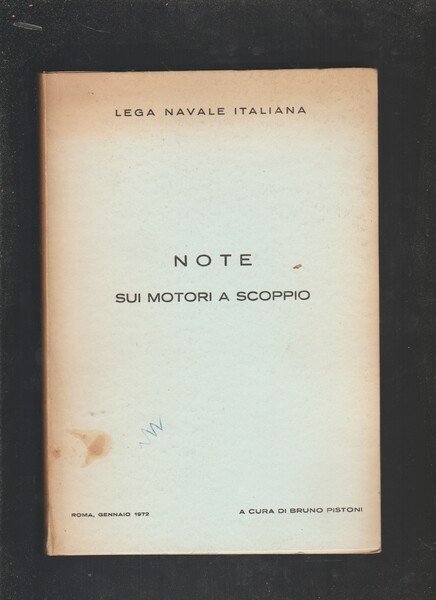 LEGA NAVALE ITALIANA
NOTE
SUI MOTORI A SCOPPIO
ROMA, GENNAIO 1972
A CURA DI BRUNO PISTONI